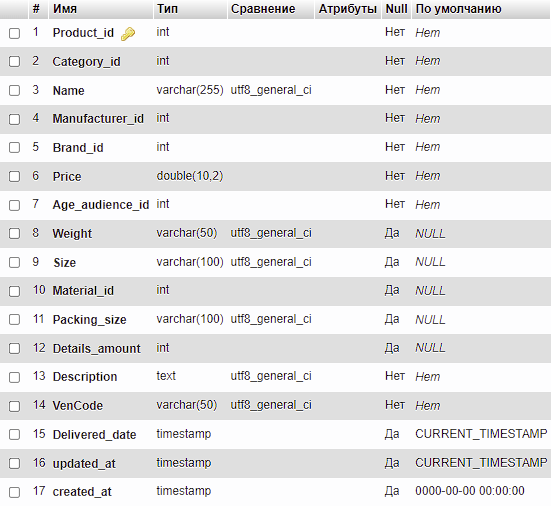 # Имя Тип Сравнение Атрибуты Null По умолчанию
1 Product_id int Нет Нет
2 Category_id int Нет Нет
3 Name varchar(255) utf8_general_ci Нет Нет
4 Manufacturer_id int Нет Нет
5 Brand_id int Нет Нет
6 Price double(10,2) Нет Нет
7 Age_audience_id int Нет Нет
8 Weight varchar(50) utf8_general_ci Да NULL
9 Size varchar(100) utf8_general_ci Да NULL
10 Material_id int Да NULL
11 Packing_size varchar(100) utf8_general_ci Да NULL
12 Details_amount int Да NULL
13 Description text utf8_general_ci Нет Нет
14 VenCode varchar(50) utf8_general_ci Нет Нет
15 Delivered_date timestamp Да CURRENT_TIMESTAMP
16 updated_at timestamp Да CURRENT_TIMESTAMP
17 created_at timestamp Да 0000-00-00 00:00:00